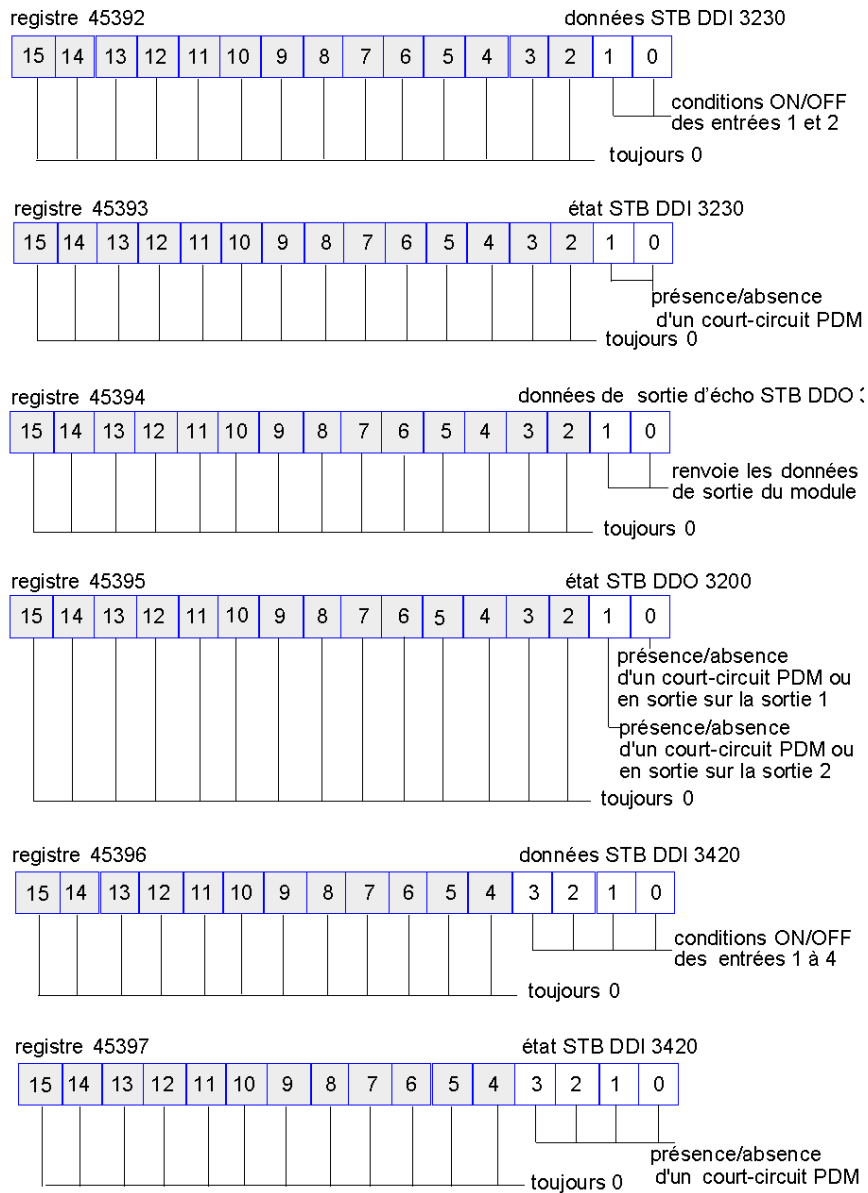 registre 45392 données STB DDI 3230
15 14 13 12 11 10 9 8 7 6 5 4 3 2 1 0
conditions ON/OFF
des entrées 1 et 2
toujours 0
registre 45393 état STB DDI 3230
15 14 13 12 11 10 9 8 7 6 5 4 3 2 1 0
présence/absence
d'un court-circuit PDM
toujours 0
registre 45394 données de sortie d'écho STB DDO
15 14 13 12 11 10 9 8 7 6 5 4 3 2 1 0
renvoie les données
de sortie du module
toujours 0
registre 45395 état STB DDO 3200
15 14 13 12 11 10 9 8 7 6 5 4 3 2 1 0
présence/absence
d'un court-circuit PDM ou
en sortie sur la sortie 1
présence/absence
d'un court-circuit PDM ou
en sortie sur la sortie 2
toujours 0
registre 45396 données STB DDI 3420
15 14 13 12 11 10 9 8 7 6 5 4 3 2 1 0
conditions ON/OFF
des entrées 1 à 4
toujours 0
registre 45397 état STB DDI 3420
15 14 13 12 11 10 9 8 7 6 5 4 3 2 1 0
présence/absence
d'un court-circuit PDM
toujours 0